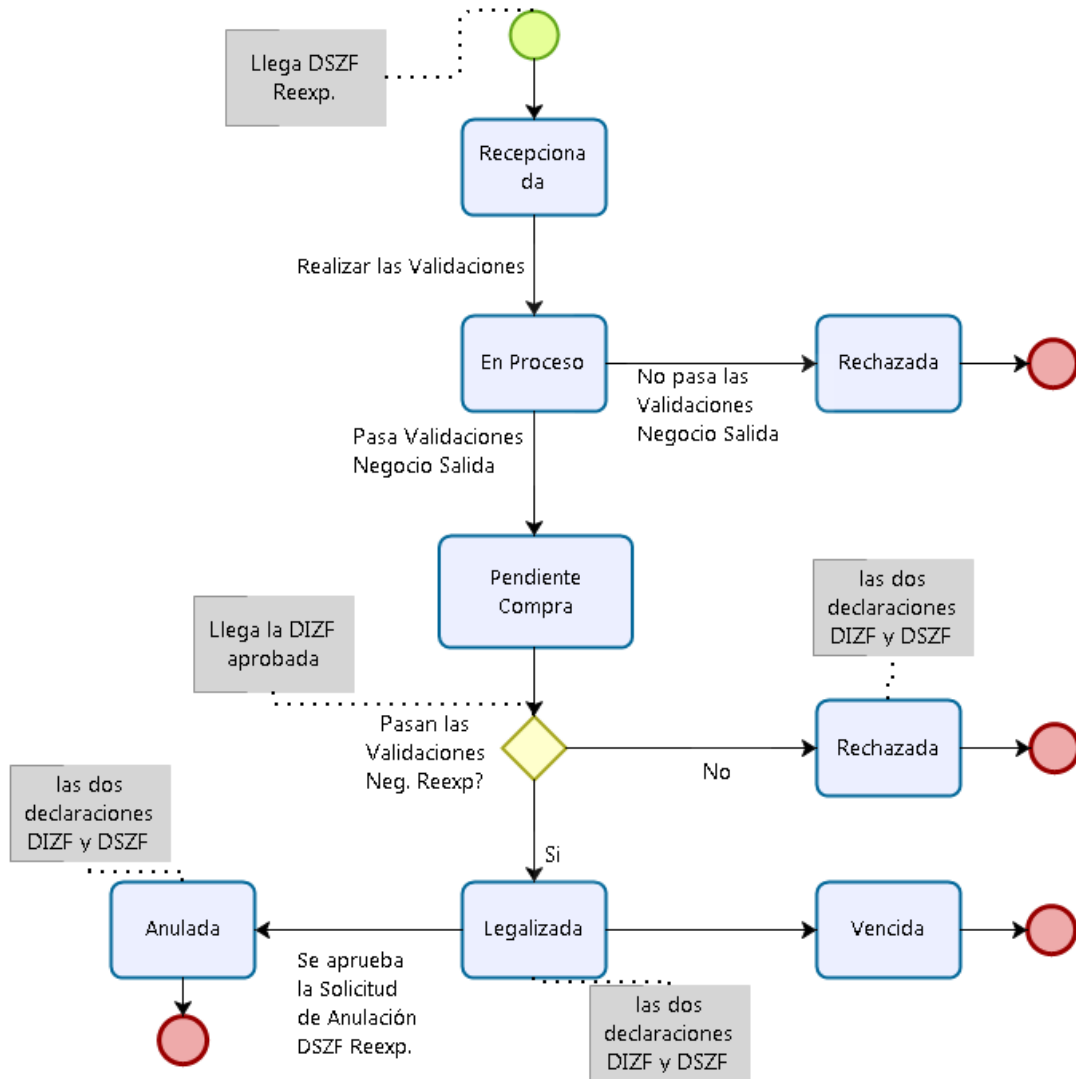 Llega DSZF
Reexp.
Recepciona
da
Realizar las Validaciones
En Proceso
No pasa las
Validaciones
Negocio Salida
Rechazada
Pasa Validaciones
Negocio Salida
Pendiente
Compra
las dos
declaraciones
DIZF y DSZF
Llega la DIZF
aprobada
Pasan las
Validaciones
Neg. Reexp?
No
Rechazada
las dos
declaraciones
DIZF y DSZF
Si
Anulada
Se aprueba
la Solicitud
de Anulación
DSZF Reexp.
Legalizada
Vencida
las dos
declaraciones
DIZF y DSZF